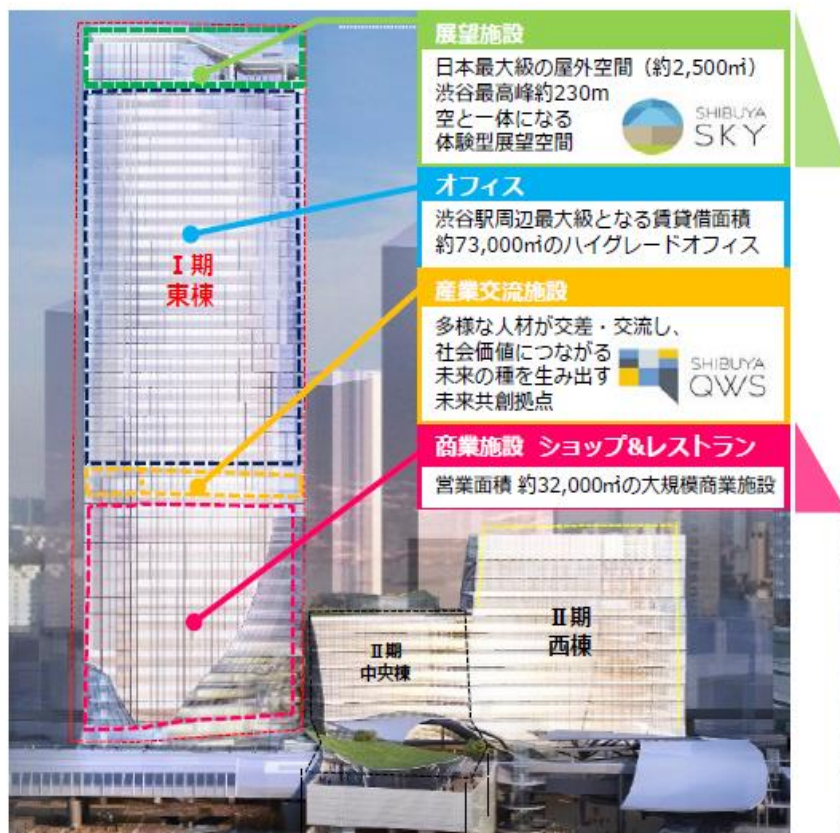 展望施設
日本最大級の屋外空間（約2,500㎡）
渋谷最高峰約230m
空と一体になる
体験型展望空間
SHIBUYA
SKY
オフィス
渋谷駅周辺最大級となる賃貸借面積
約73,000㎡のハイグレードオフィス
産業交流施設
多様な人材が交差・交流し、
社会価値につながる
未来の種を生み出す
未来共創拠点
SHIBUYA
QWS
商業施設 ショップ&レストラン
営業面積 約32,000㎡の大規模商業施設
Ⅰ期
東棟
Ⅱ期
中央棟
Ⅱ期
西棟